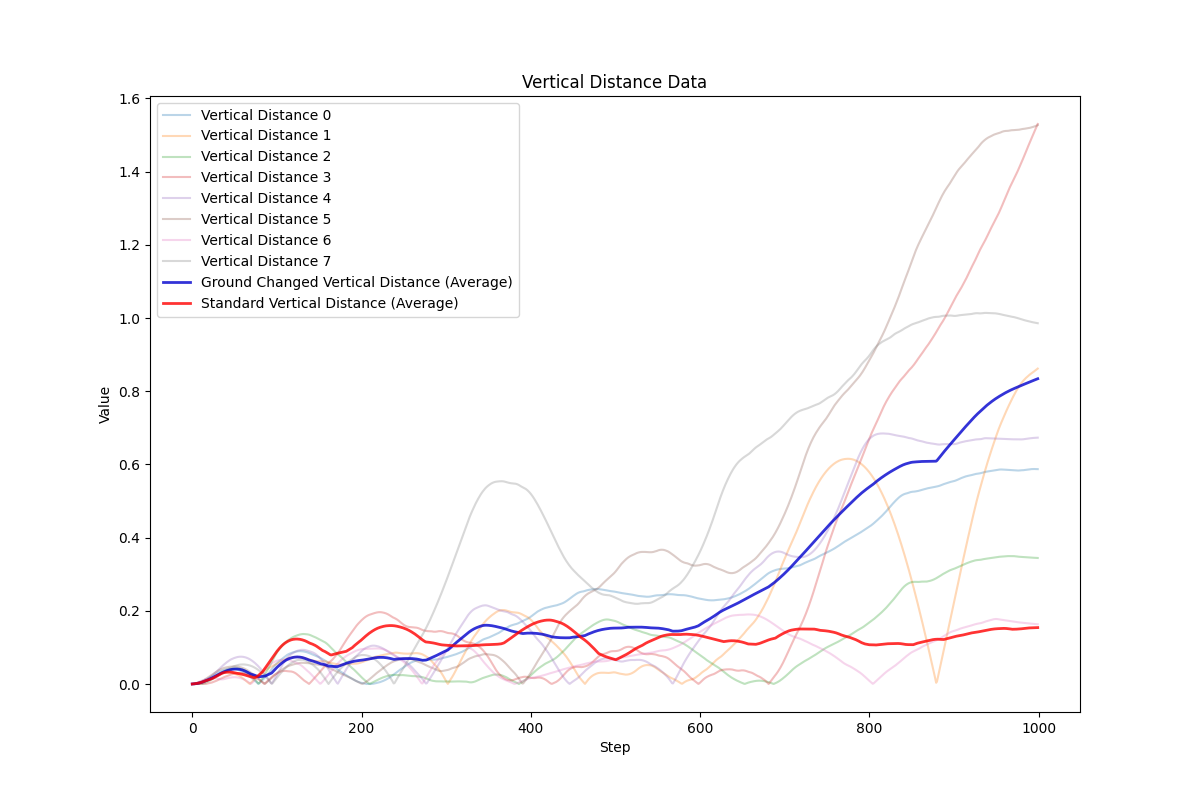 Vertical Distance Data
1.6
1.4
1.2
1.0
0.8
0.6
0.4
0.2
0.0
Value
Vertical Distance 0
Vertical Distance 1
Vertical Distance 2
Vertical Distance 3
Vertical Distance 4
Vertical Distance 5
Vertical Distance 6
Vertical Distance 7
Ground Changed Vertical Distance (Average)
Standard Vertical Distance (Average)
0 200 400 600 800 1000
Step